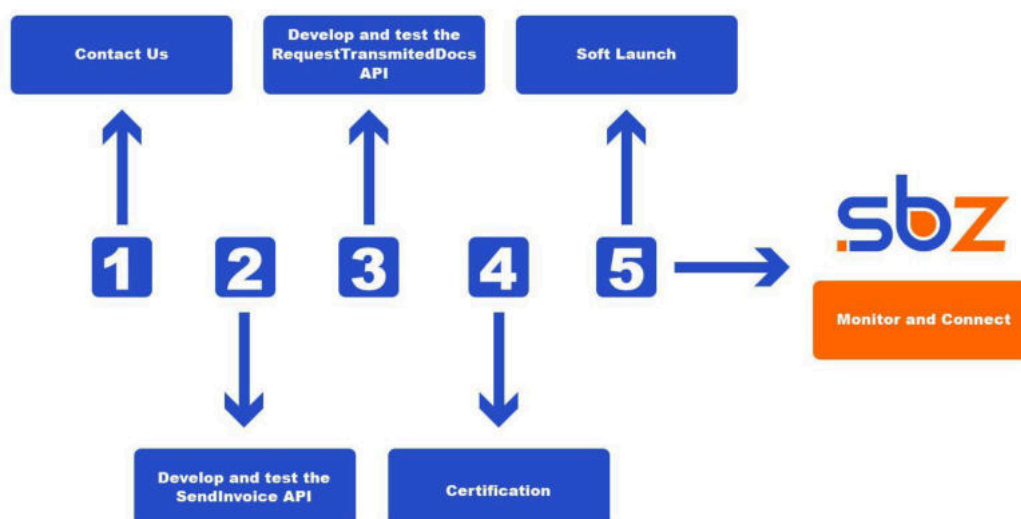 Contact Us
Develop and test the
RequestTransmitedDocs
API
Soft Launch
1
2
3
4
5
.sbz
Monitor and Connect
Develop and test the
SendInvoice API
Certification